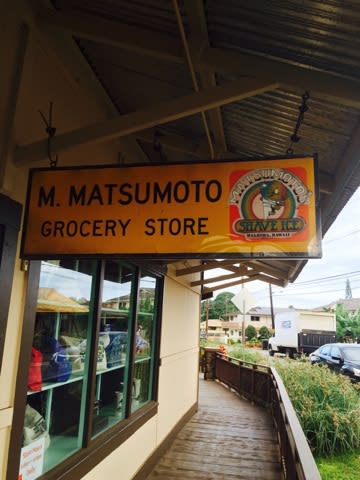 M. MATSUMOTO
GROCERY STORE
MATSUMOTO'S
SHAVE ICE
HALEIWA, HAWAII